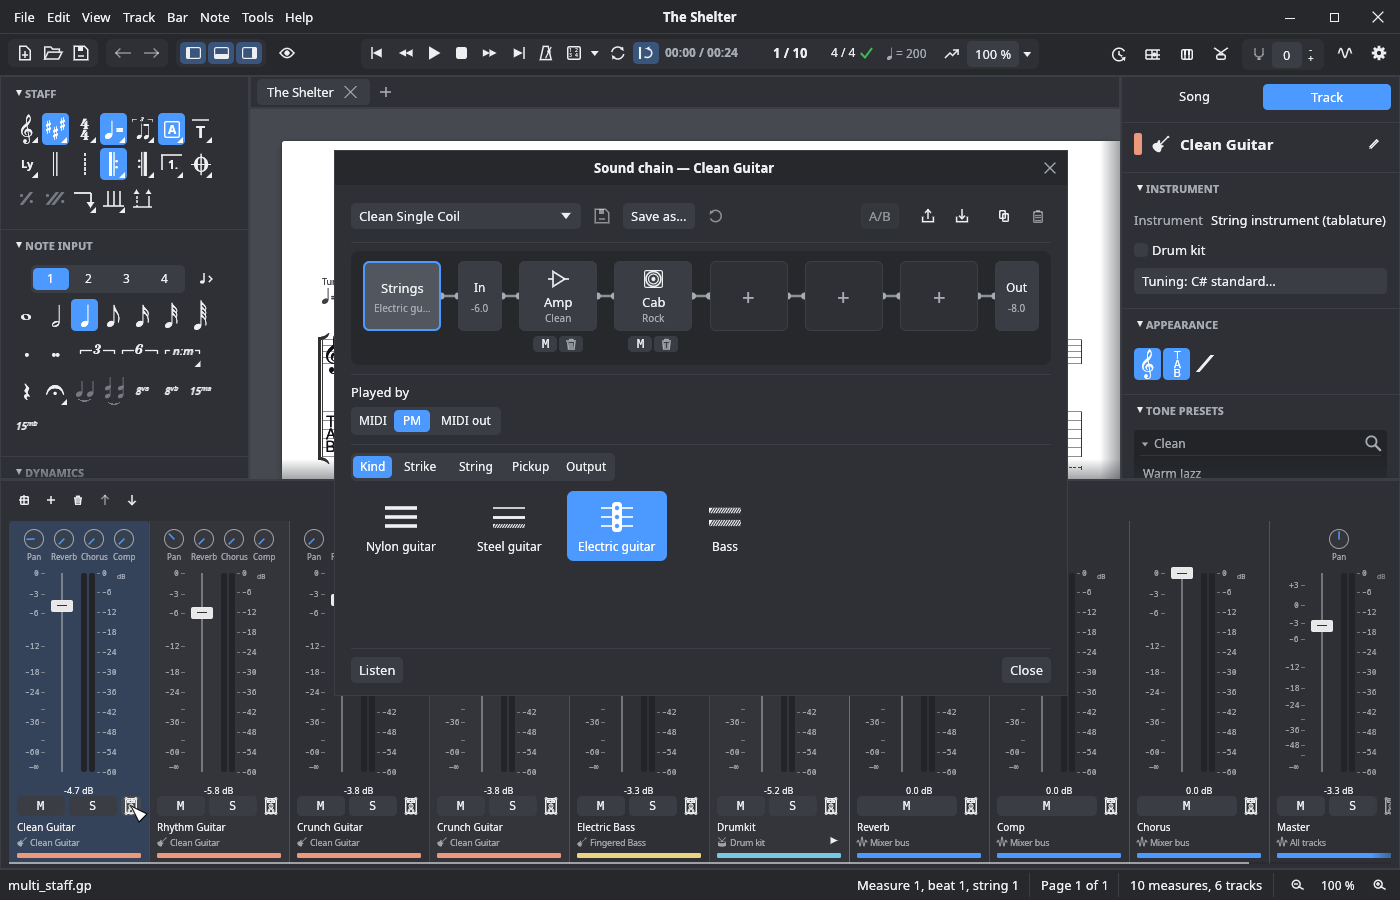 File Edit View Track Bar Note Tools Help
The Shelter
00:00 / 00:24
1 / 10
4 / 4
= 200
100 %
0
STAFF
The Shelter
Song
Track
Clean Guitar
INSTRUMENT
Instrument String instrument (tablature)
Drum kit
Tuning: C# standard...
APPEARANCE
TONE PRESETS
Clean
Warm Jazz
NOTE INPUT
1 2 3 4
DYNAMICS
Sound chain — Clean Guitar
Clean Single Coil
Save as...
A/B
Strings
Electric gu...
In
-6.0
Amp
Clean
Cab
Rock
Out
-8.0
M
M
Played by
MIDI PM MIDI out
Kind Strike String Pickup Output
Nylon guitar Steel guitar Electric guitar Bass
Listen
Close
Pan Reverb Chorus Comp
Pan Reverb Chorus Comp
Pan
Pan
-4.7 dB -5.8 dB -3.8 dB -3.8 dB -3.3 dB -5.2 dB 0.0 dB 0.0 dB 0.0 dB -3.3 dB
M S M S M S M S M S M S M M M M S
Clean Guitar Rhythm Guitar Crunch Guitar Crunch Guitar Electric Bass Drumkit Reverb Comp Chorus Master
Clean Guitar Clean Guitar Clean Guitar Clean Guitar Fingered Bass Drum kit Mixer bus Mixer bus Mixer bus All tracks
multi_staff.gp
Measure 1, beat 1, string 1
Page 1 of 1
10 measures, 6 tracks
100 %